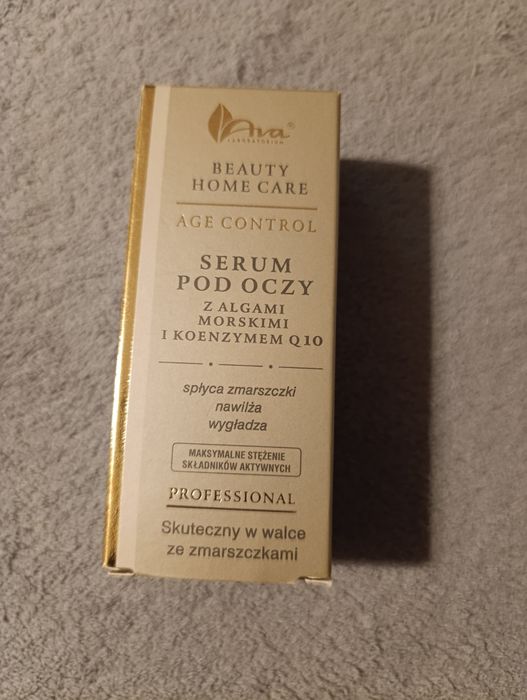 Ava®
LABORATORIUM
BEAUTY
HOME CARE
AGE CONTROL
SERUM
POD OCZY
Z ALGAMI
MORSKIMI
I KOENZYMEM Q10
spłyca zmarszczki
nawilża
wygładza
MAKSYMALNE STĘŻENIE
SKŁADNIKÓW AKTYWNYCH
PROFESSIONAL
Skuteczny w walce
ze zmarszczkami